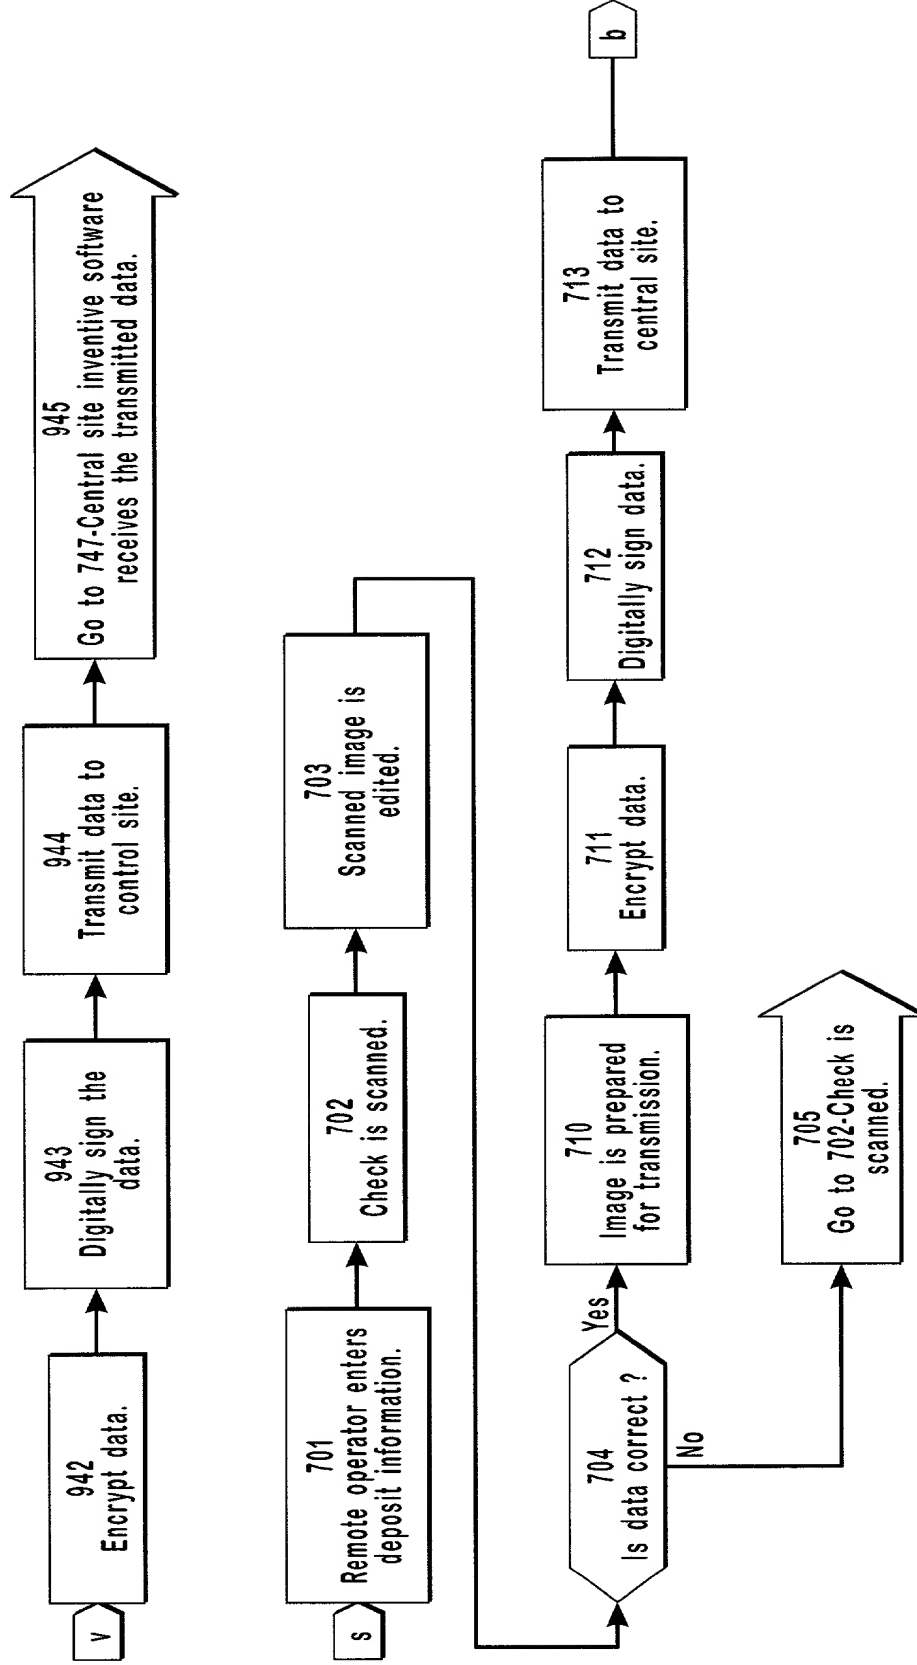 v
942
Encrypt data.
943
Digitally sign the
data.
944
Transmit data to
control site.
945
Go to 747-Central site inventive software
receives the transmitted data.
s
701
Remote operator enters
deposit information.
702
Check is scanned.
703
Scanned image is
edited.
704
Is data correct ?
Yes
No
710
Image is prepared
for transmission.
711
Encrypt data.
712
Digitally sign data.
713
Transmit data to
central site.
b
705
Go to 702-Check is
scanned.